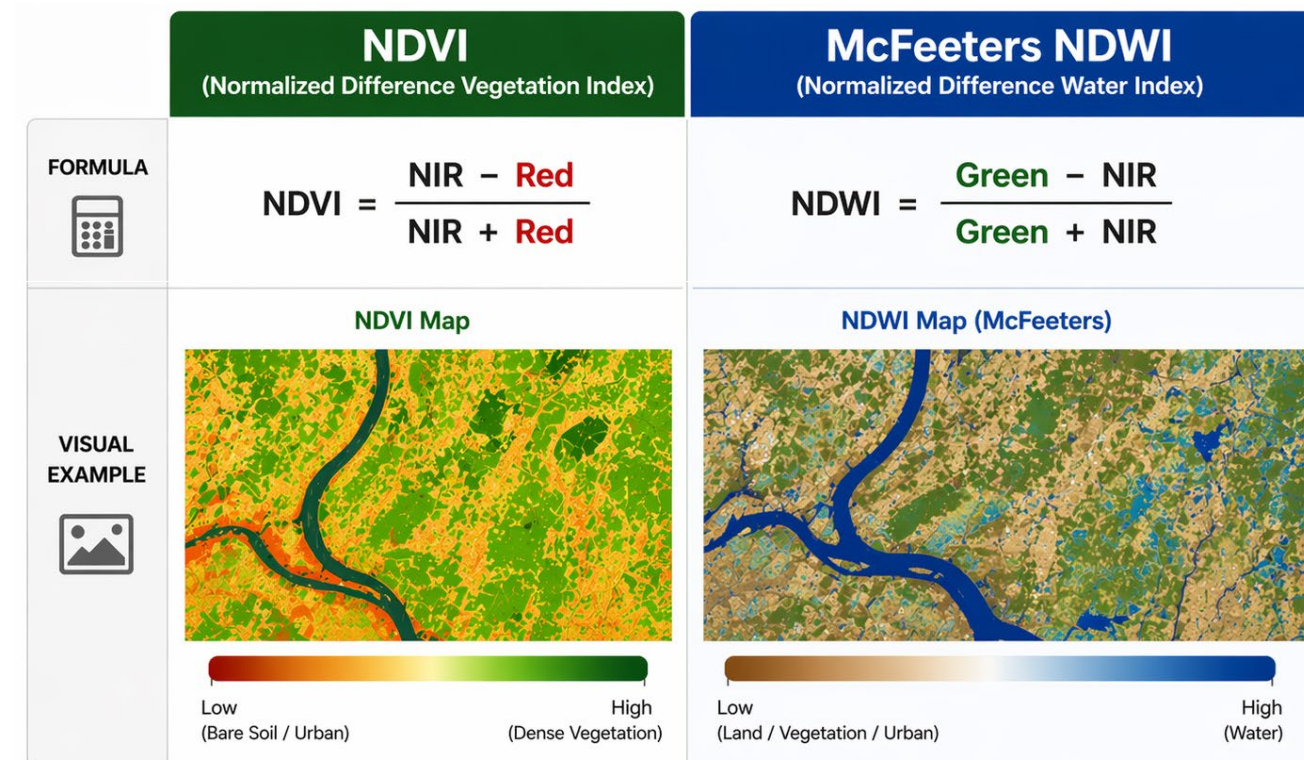 NDVI
(Normalized Difference Vegetation Index)
McFeeters NDWI
(Normalized Difference Water Index)
FORMULA
NDVI = NIR − Red / NIR + Red
NDWI = Green − NIR / Green + NIR
VISUAL
EXAMPLE
NDVI Map
NDWI Map (McFeeters)
Low
(Bare Soil / Urban)
High
(Dense Vegetation)
Low
(Land / Vegetation / Urban)
High
(Water)